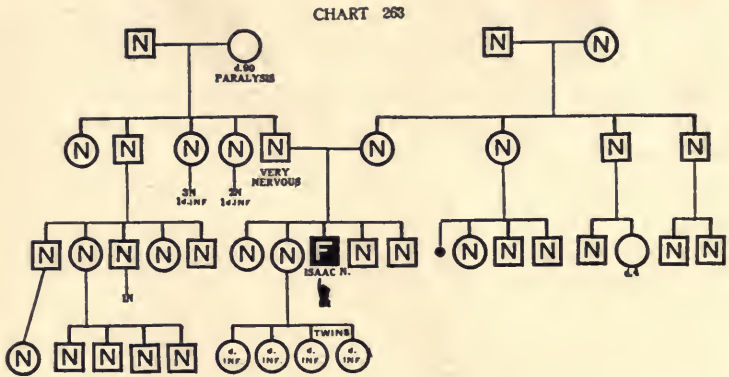 CHART 263
N N N
d.90
PARALYSIS
N N N N N N N N N
VERY
NERVOUS
3N 2N
1d.INF 1d.INF
N N N N N N N F N N N N N N N N
ISAAC N.
d.4
1N
TWINS
N N N N N d. d. d. d.
INF INF INF. INF